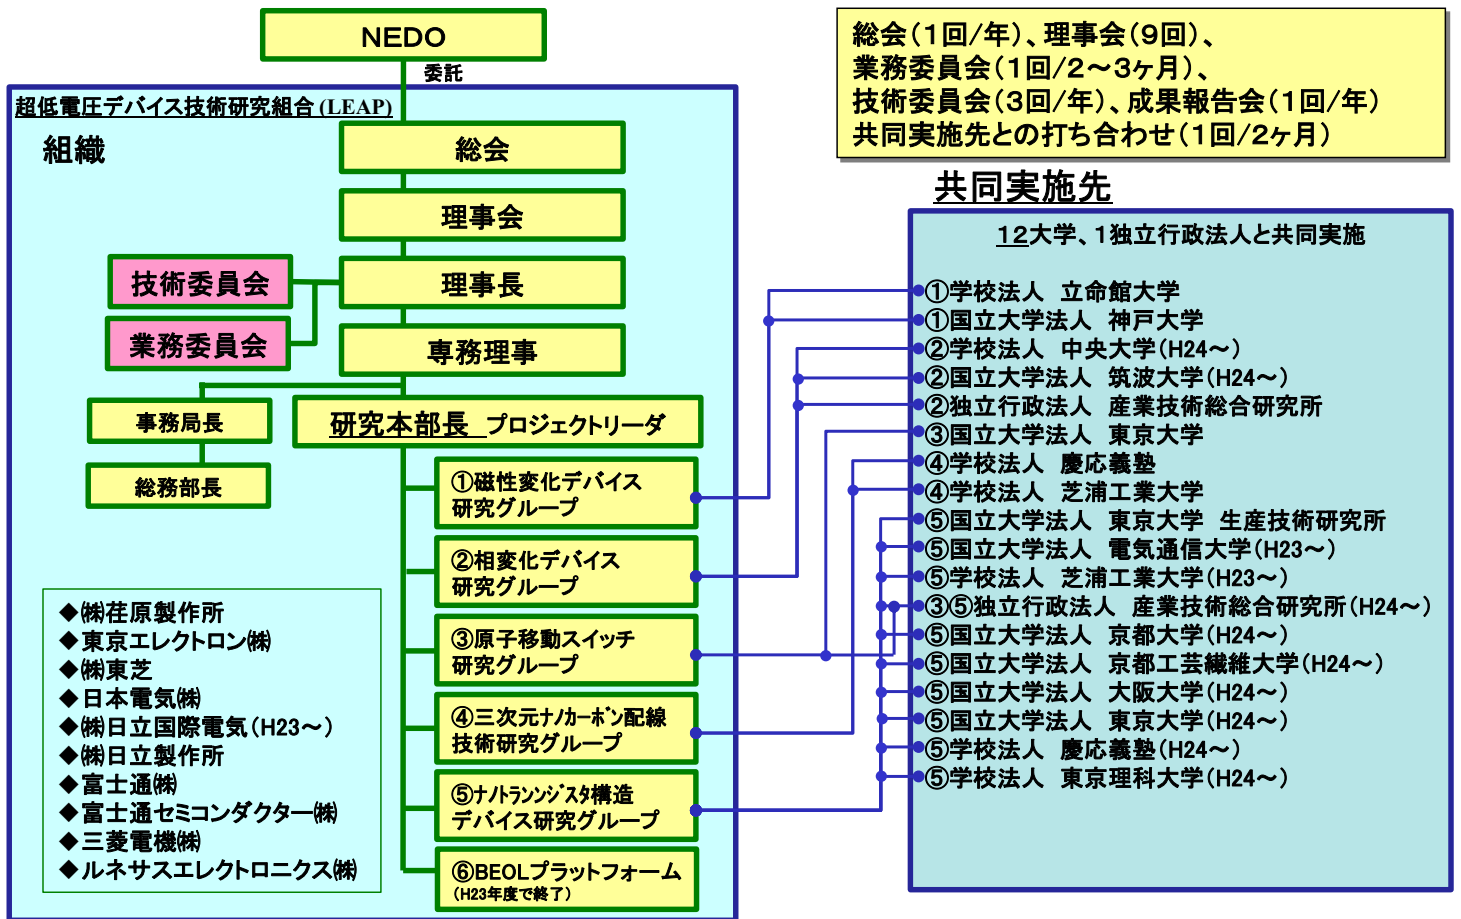 NEDO
委託
超低電圧デバイス技術研究組合(LEAP)
組織
総会
理事会
技術委員会
理事長
業務委員会
専務理事
事務局長
研究本部長 プロジェクトリーダ
総務部長
①磁性変化デバイス
研究グループ
②相変化デバイス
研究グループ
③原子移動スイッチ
研究グループ
④三次元ナノカーボン配線
技術研究グループ
⑤ナノトランンジスタ構造
デバイス研究グループ
⑥BEOLプラットフォーム
(H23年度で終了)
◆㈱荏原製作所
◆東京エレクトロン㈱
◆㈱東芝
◆日本電気㈱
◆㈱日立国際電気(H23～)
◆㈱日立製作所
◆富士通㈱
◆富士通セミコンダクター㈱
◆三菱電機㈱
◆ルネサスエレクトロニクス㈱
総会(1回/年)、理事会(9回)、
業務委員会(1回/2～3ヶ月)、
技術委員会(3回/年)、成果報告会(1回/年)
共同実施先との打ち合わせ(1回/2ヶ月)
共同実施先
12大学、1独立行政法人と共同実施
①学校法人 立命館大学
①国立大学法人 神戸大学
②学校法人 中央大学(H24～)
②国立大学法人 筑波大学(H24～)
②独立行政法人 産業技術総合研究所
③国立大学法人 東京大学
④学校法人 慶応義塾
④学校法人 芝浦工業大学
⑤国立大学法人 東京大学 生産技術研究所
⑤国立大学法人 電気通信大学(H23～)
⑤学校法人 芝浦工業大学(H23～)
③⑤独立行政法人 産業技術総合研究所(H24～)
⑤国立大学法人 京都大学(H24～)
⑤国立大学法人 京都工芸繊維大学(H24～)
⑤国立大学法人 大阪大学(H24～)
⑤国立大学法人 東京大学(H24～)
⑤学校法人 慶応義塾(H24～)
⑤学校法人 東京理科大学(H24～)